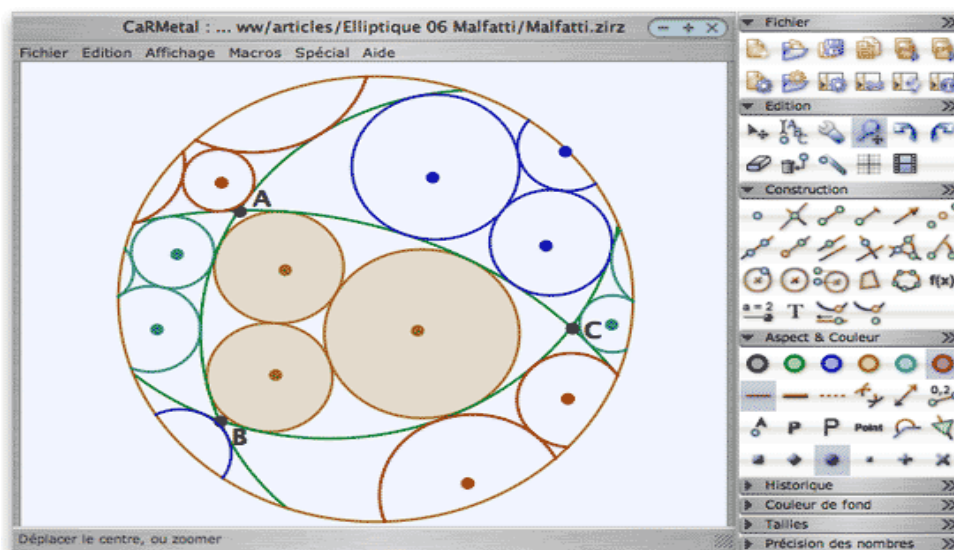 CaRMetal : ... ww/articles/Elliptique 06 Malfatti/Malfatti.zirz
Fichier Edition Affichage Macros Spécial Aide
A
B
C
Déplacer le centre, ou zoomer
Fichier
Edition
Construction
f(x)
a = 2
T
Aspect & Couleur
0,2
A P P Point
Historique
Couleur de fond
Tailles
Précision des nombres